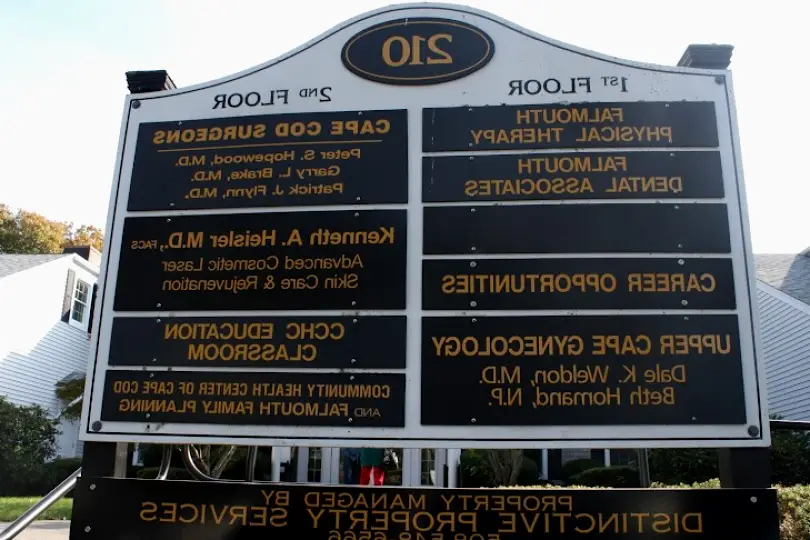 210
1ST FLOOR
FALMOUTH
PHYSICAL THERAPY
FALMOUTH
DENTAL ASSOCIATES
CAREER OPPORTUNITIES
UPPER CAPE GYNECOLOGY
Dale K. Weldon, M.D.
Beth Homand, N.P.
2ND FLOOR
CAPE COD SURGEONS
Peter S. Hopewood, M.D.
Garry L. Brake, M.D.
Patrick J. Flynn, M.D.
Kenneth A. Heisler M.D., FACS
Advanced Cosmetic Laser
Skin Care & Rejuvenation
CCHC EDUCATION
CLASSROOM
COMMUNITY HEALTH CENTER OF CAPE COD
AND FALMOUTH FAMILY PLANNING
PROPERTY MANAGED BY
DISTINCTIVE PROPERTY SERVICES
508-548-6566